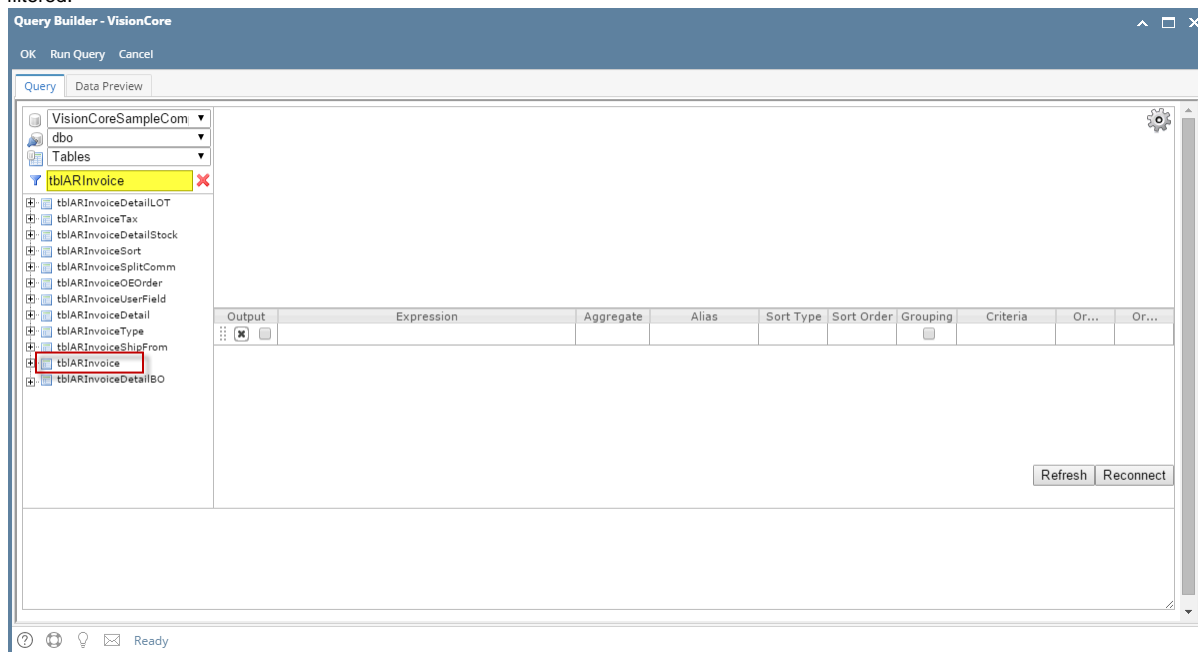 filtered.
Query Builder - VisionCore
OK Run Query Cancel
Query Data Preview
VisionCoreSampleCom
dbo
Tables
tblARInvoice
tblARInvoiceDetailLOT
tblARInvoiceTax
tblARInvoiceDetailStock
tblARInvoiceSort
tblARInvoiceSplitComm
tblARInvoiceOEOrder
tblARInvoiceUserField
tblARInvoiceDetail
tblARInvoiceType
tblARInvoiceShipFrom
tblARInvoice
tblARInvoiceDetailBO
Output Expression Aggregate Alias Sort Type Sort Order Grouping Criteria Or... Or...
Refresh Reconnect
Ready